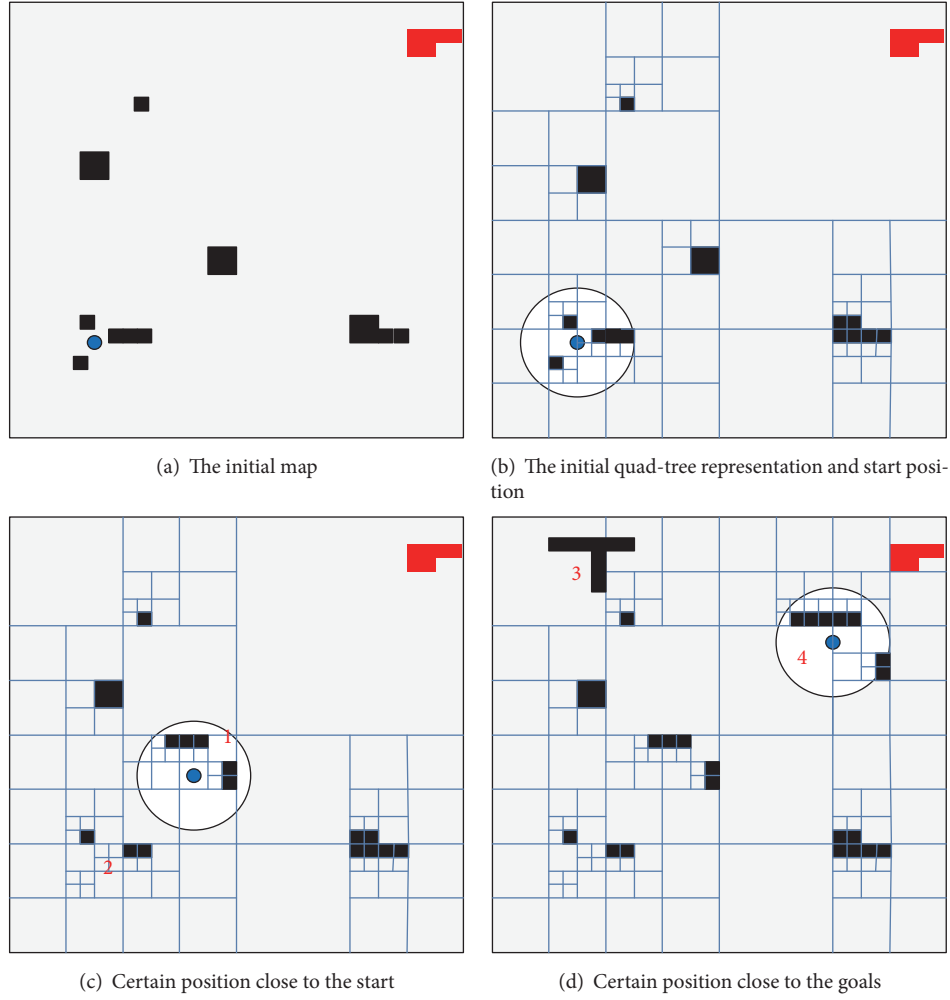 (a) The initial map
(b) The initial quad-tree representation and start posi-
tion
1
2
(c) Certain position close to the start
3
4
(d) Certain position close to the goals